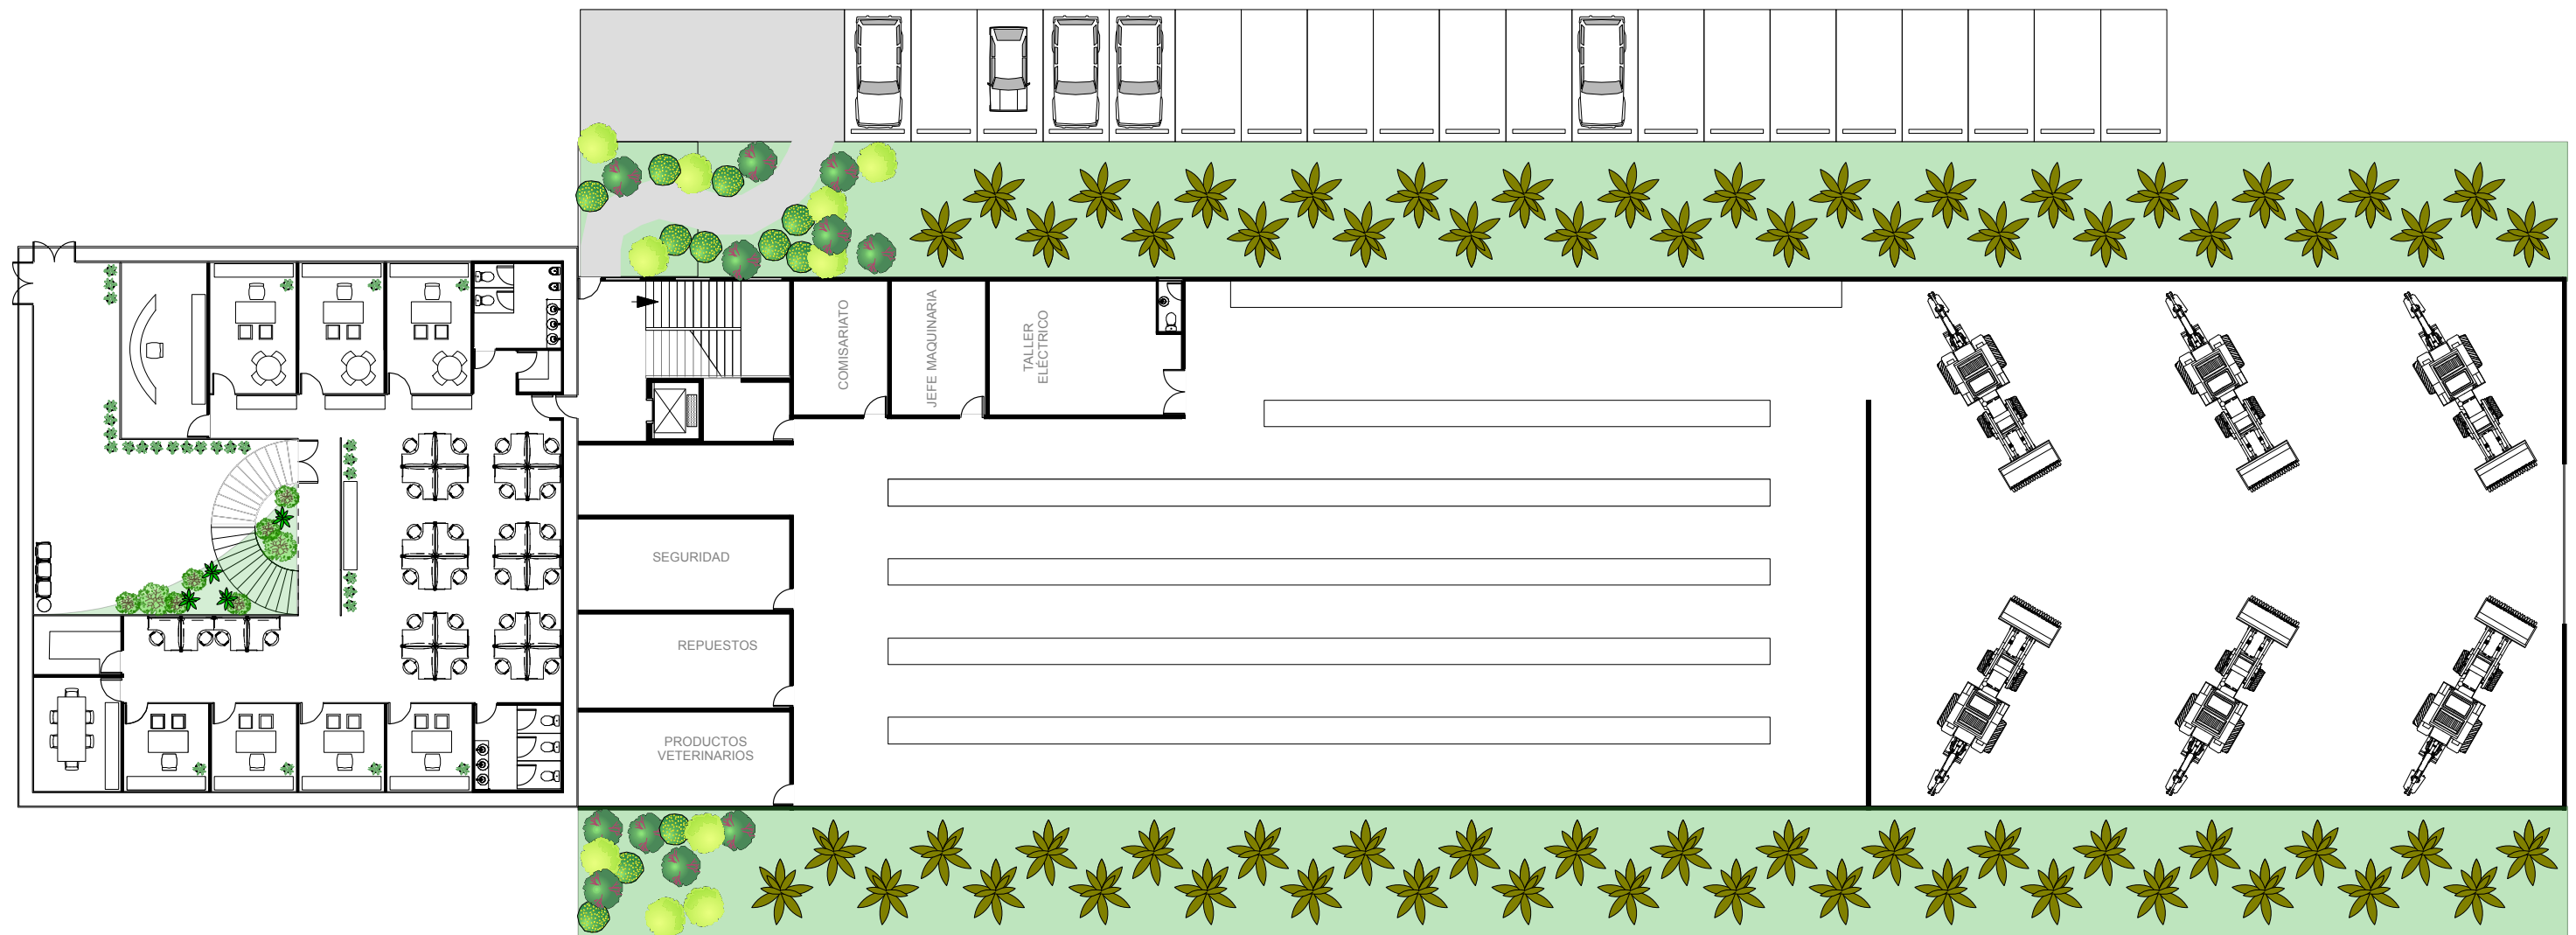 COMISARIATO
JEFE MAQUINARIA
TALLER
ELÉCTRICO
SEGURIDAD
REPUESTOS
PRODUCTOS
VETERINARIOS